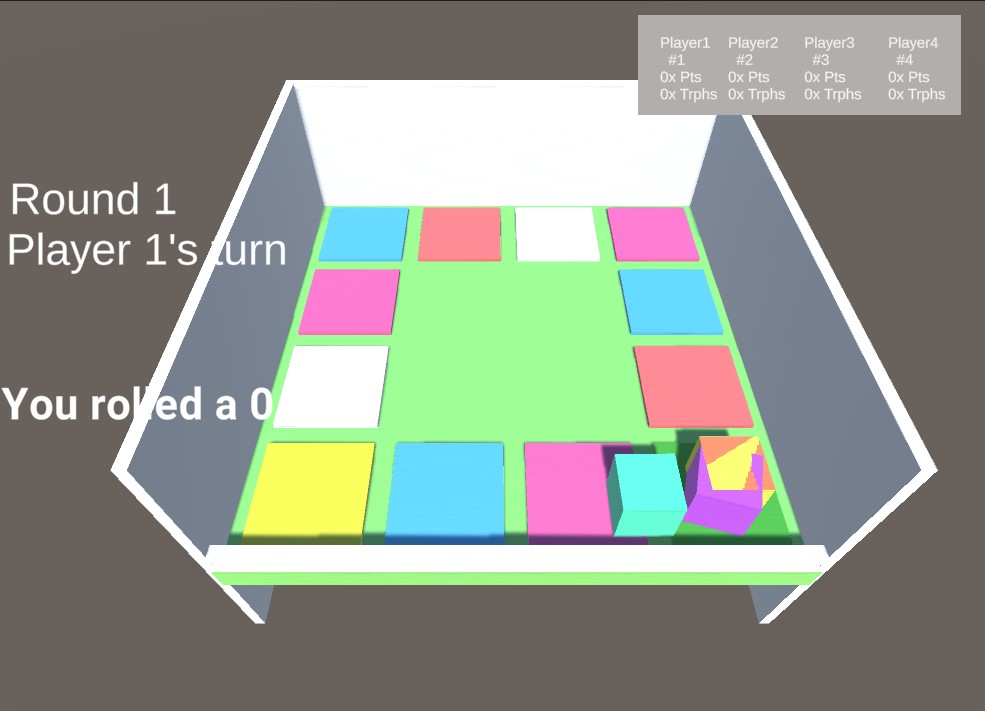 Player1 Player2 Player3 Player4
#1 #2 #3 #4
0x Pts 0x Pts 0x Pts 0x Pts
0x Trphs 0x Trphs 0x Trphs 0x Trphs
Round 1
Player 1's turn
You rolled a 0